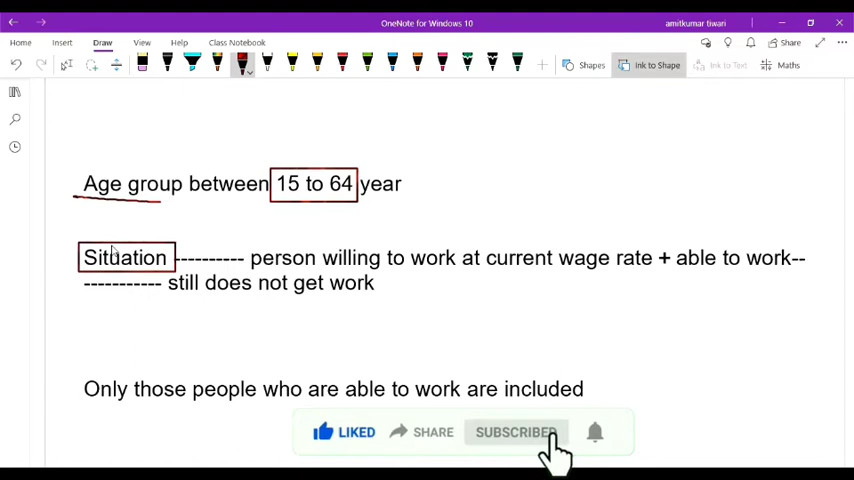 OneNote for Windows 10
amitkumar tiwari
Home Insert Draw View Help Class Notebook
Share
Shapes Ink to Shape Ink to Text Maths
Age group between 15 to 64 year
Situation ---------- person willing to work at current wage rate + able to work--
------------ still does not get work
Only those people who are able to work are included
LIKED SHARE SUBSCRIBED